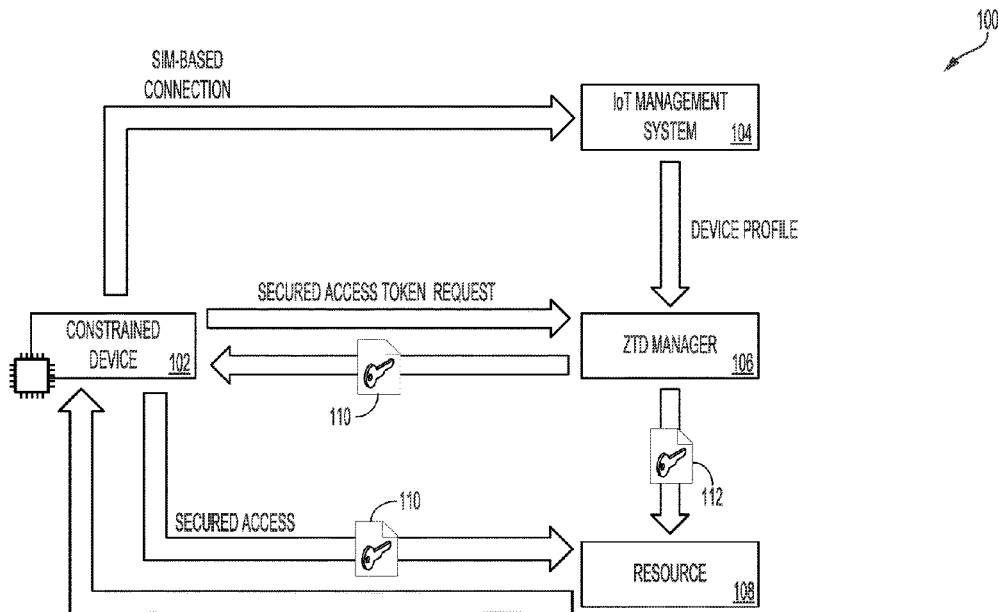 100
SIM-BASED
CONNECTION
IoT MANAGEMENT
SYSTEM
104
DEVICE PROFILE
SECURED ACCESS TOKEN REQUEST
CONSTRAINED
DEVICE
102
ZTD MANAGER
106
110
112
110
SECURED ACCESS
RESOURCE
108